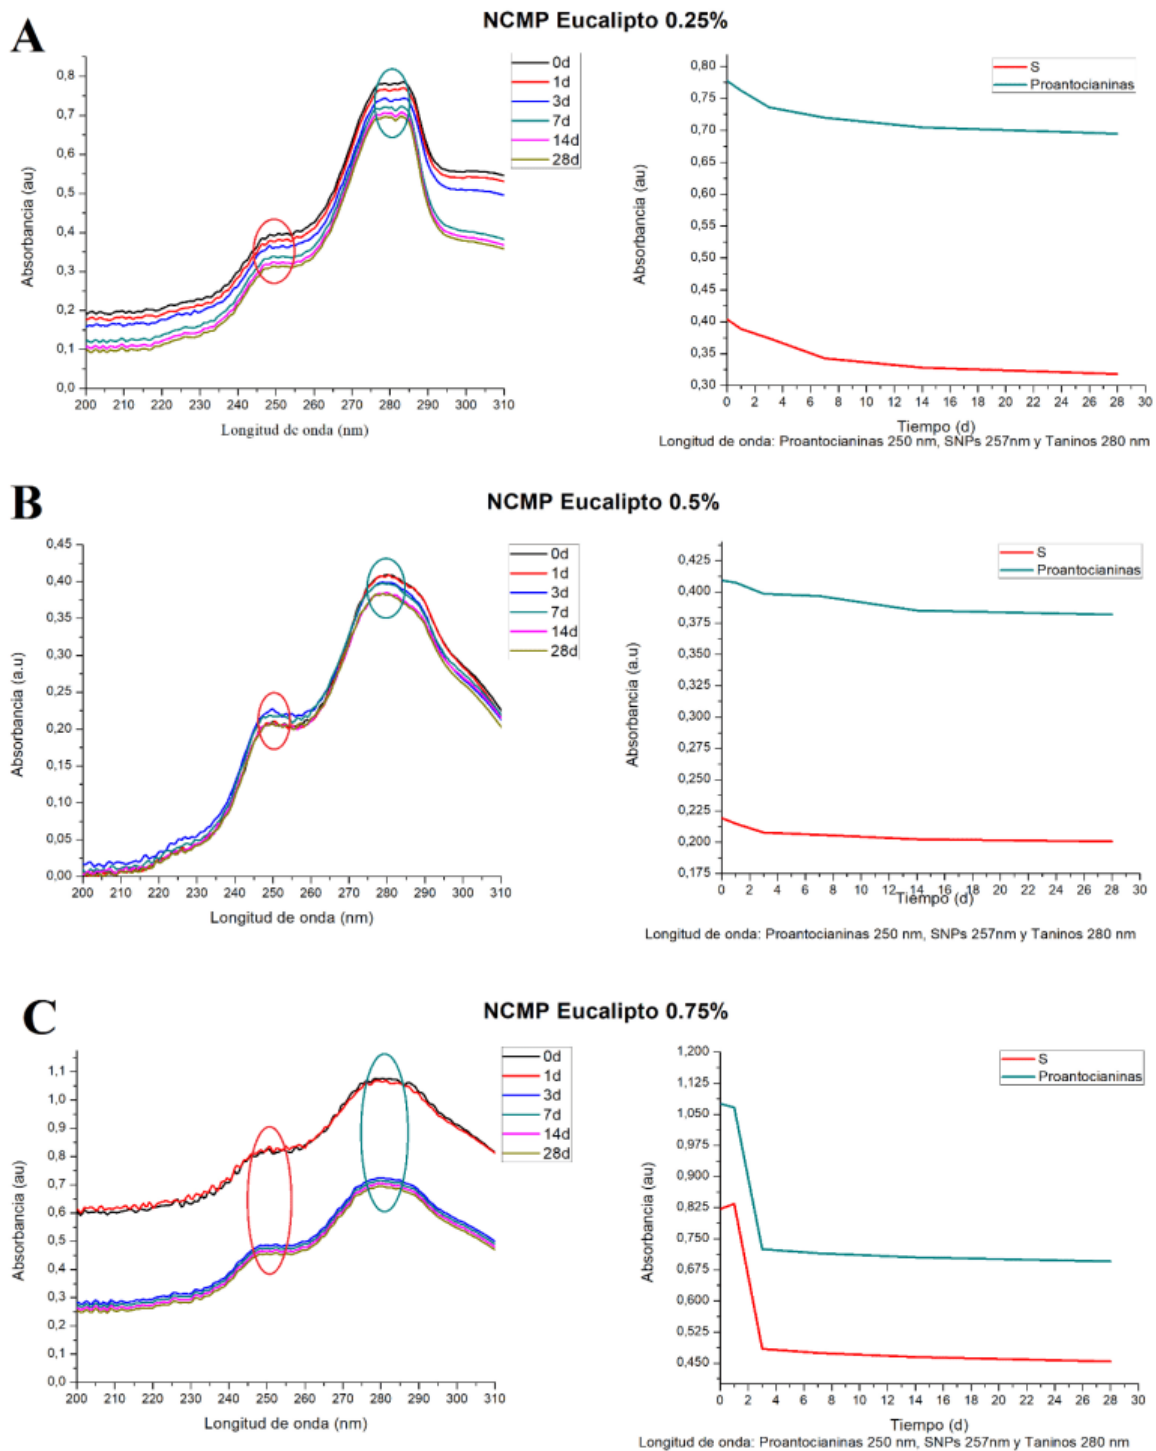 A
NCMP Eucalipto 0.25%
0,8
0,7
0,6
0,5
0,4
0,3
0,2
0,1
0,0
Absorbancia (au)
200 210 220 230 240 250 260 270 280 290 300 310
Longitud de onda (nm)
0d
1d
3d
7d
14d
28d
0,80
0,75
0,70
0,65
0,60
0,55
0,50
0,45
0,40
0,35
0,30
Absorbancia (au)
0 2 4 6 8 10 12 14 16 18 20 22 24 26 28 30
Tiempo (d)
S
Proantocianinas
Longitud de onda: Proantocianinas 250 nm, SNPs 257nm y Taninos 280 nm
B
NCMP Eucalipto 0.5%
0,45
0,40
0,35
0,30
0,25
0,20
0,15
0,10
0,05
0,00
Absorbancia (a.u)
200 210 220 230 240 250 260 270 280 290 300 310
Longitud de onda (nm)
0d
1d
3d
7d
14d
28d
0,425
0,400
0,375
0,350
0,325
0,300
0,275
0,250
0,225
0,200
0,175
Absorbancia (a.u)
0 2 4 6 8 10 12 14 16 18 20 22 24 26 28 30
Tiempo (d)
S
Proantocianinas
Longitud de onda: Proantocianinas 250 nm, SNPs 257nm y Taninos 280 nm
C
NCMP Eucalipto 0.75%
1,1
1,0
0,9
0,8
0,7
0,6
0,5
0,4
0,3
0,2
0,1
0,0
Absorbancia (au)
200 210 220 230 240 250 260 270 280 290 300 310
Longitud de onda (nm)
0d
1d
3d
7d
14d
28d
1,200
1,125
1,050
0,975
0,900
0,825
0,750
0,675
0,600
0,525
0,450
Absorbancia (au)
0 2 4 6 8 10 12 14 16 18 20 22 24 26 28 30
Tiempo (d)
S
Proantocianinas
Longitud de onda: Proantocianinas 250 nm, SNPs 257nm y Taninos 280 nm